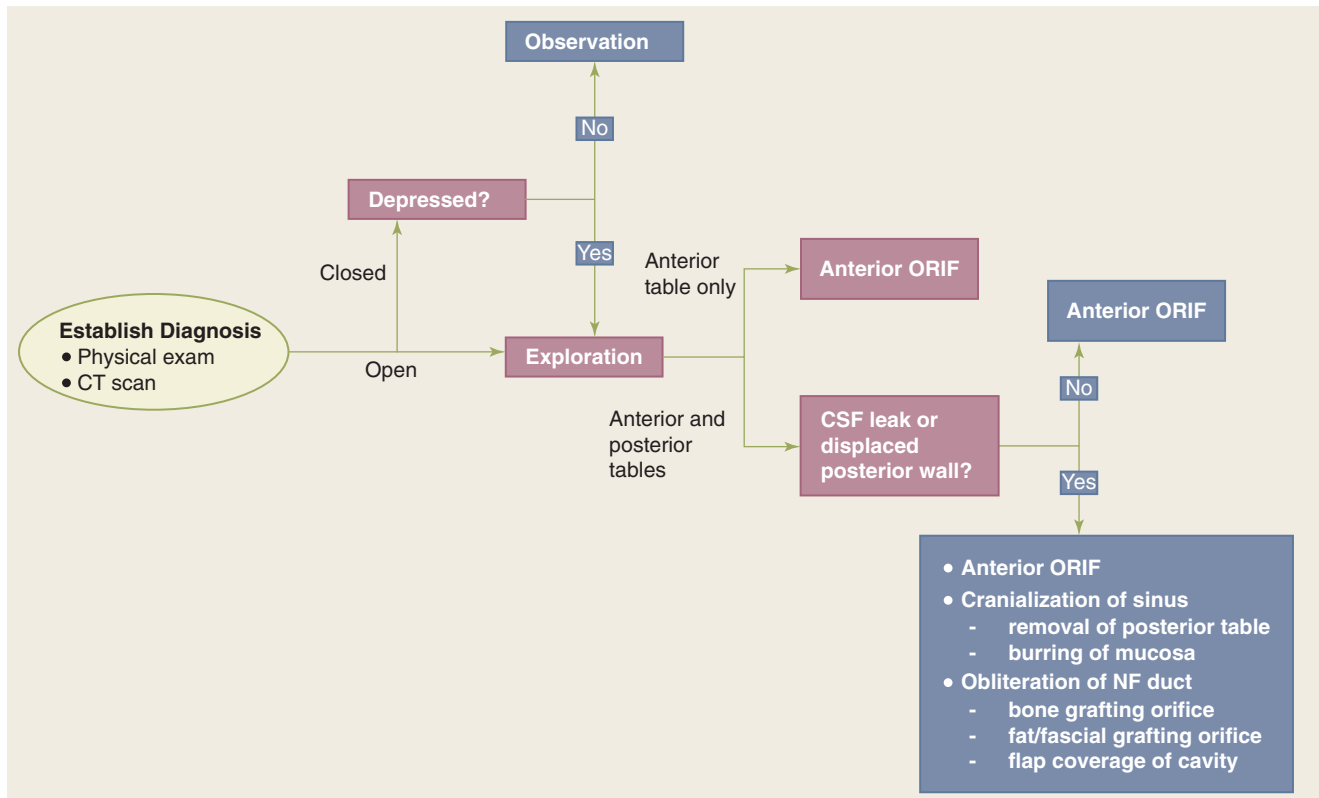 Observation
No
Depressed?
Yes
Closed
Anterior
table only
Anterior ORIF
Anterior ORIF
Establish Diagnosis
• Physical exam
• CT scan
Open
Exploration
No
Anterior and
posterior
tables
CSF leak or
displaced
posterior wall?
Yes
• Anterior ORIF
• Cranialization of sinus
- removal of posterior table
- burring of mucosa
• Obliteration of NF duct
- bone grafting orifice
- fat/fascial grafting orifice
- flap coverage of cavity